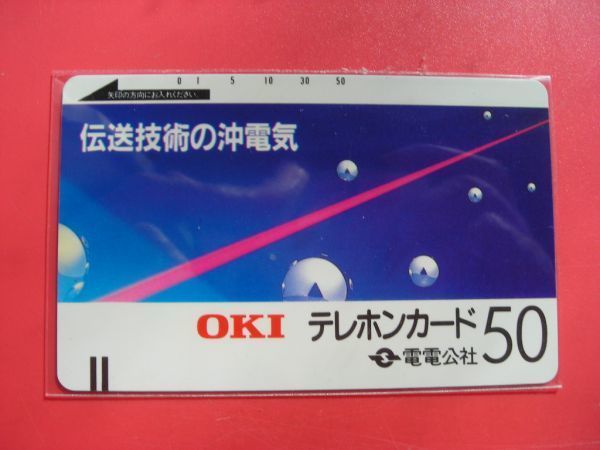 0 1 5 10 30 50
矢印の方向にお入れください
伝送技術の沖電気
OKI テレホンカード 50
電電公社